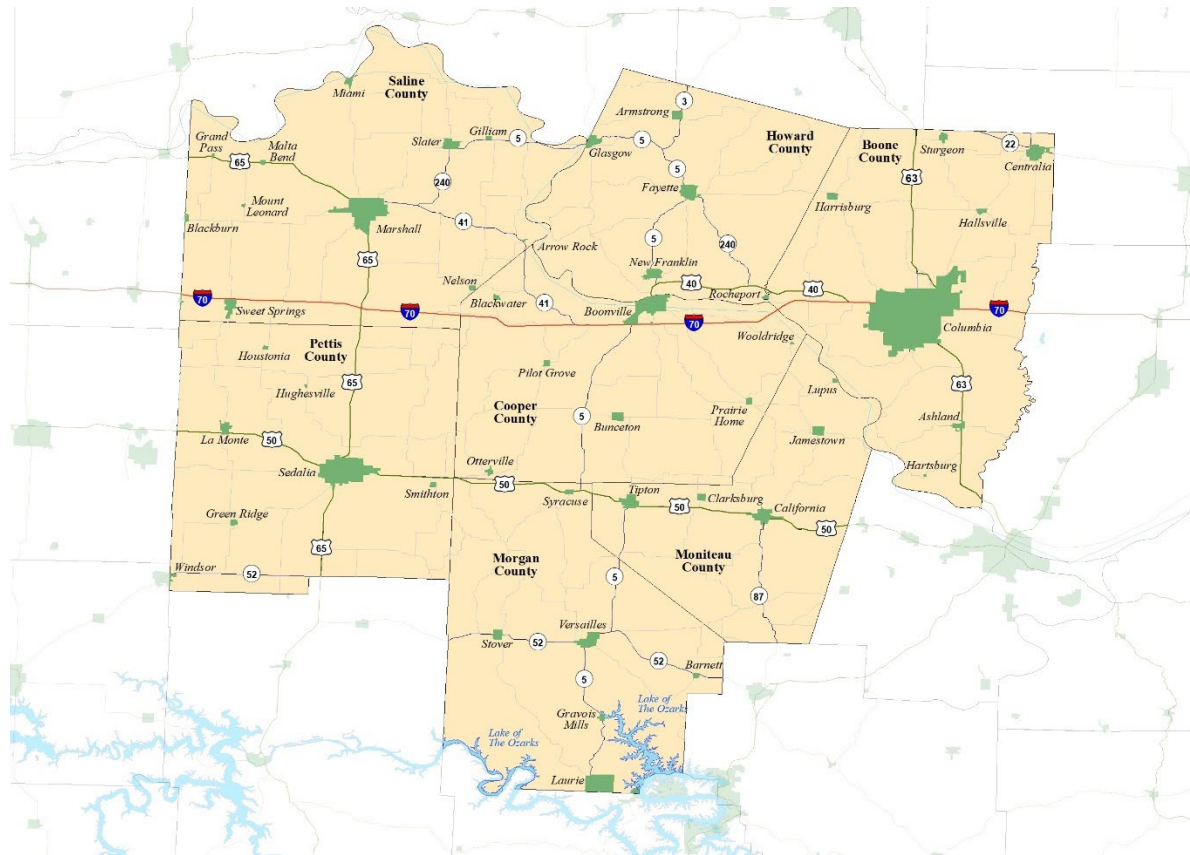 Saline
County
Miami
Armstrong
3
Howard
County
Boone
County
Grand
Pass
Malta
Bend
65
Slater
Gilliam
5
Glasgow
5
Sturgeon
22
Centralia
240
5
63
Mount
Leonard
Fayette
Harrisburg
Hallsville
Blackburn
Marshall
41
5
240
Arrow Rock
65
New Franklin
Nelson
40
Rocheport
40
70
Sweet Springs
70
Blackwater
41
Boonville
70
70
Columbia
Houstonia
Pettis
County
Wooldridge
65
Pilot Grove
Hughesville
Lupus
63
Cooper
County
5
Bunceton
Prairie
Home
Ashland
La Monte
50
Jamestown
Sedalia
Otterville
50
Hartsburg
Smithton
Syracuse
Tipton
Clarksburg
50
California
50
Green Ridge
65
Morgan
County
Moniteau
County
Windsor
52
5
87
Stover
52
Versailles
52
Barnett
5
Lake of
The Ozarks
Gravois
Mills
Lake of
The Ozarks
Laurie